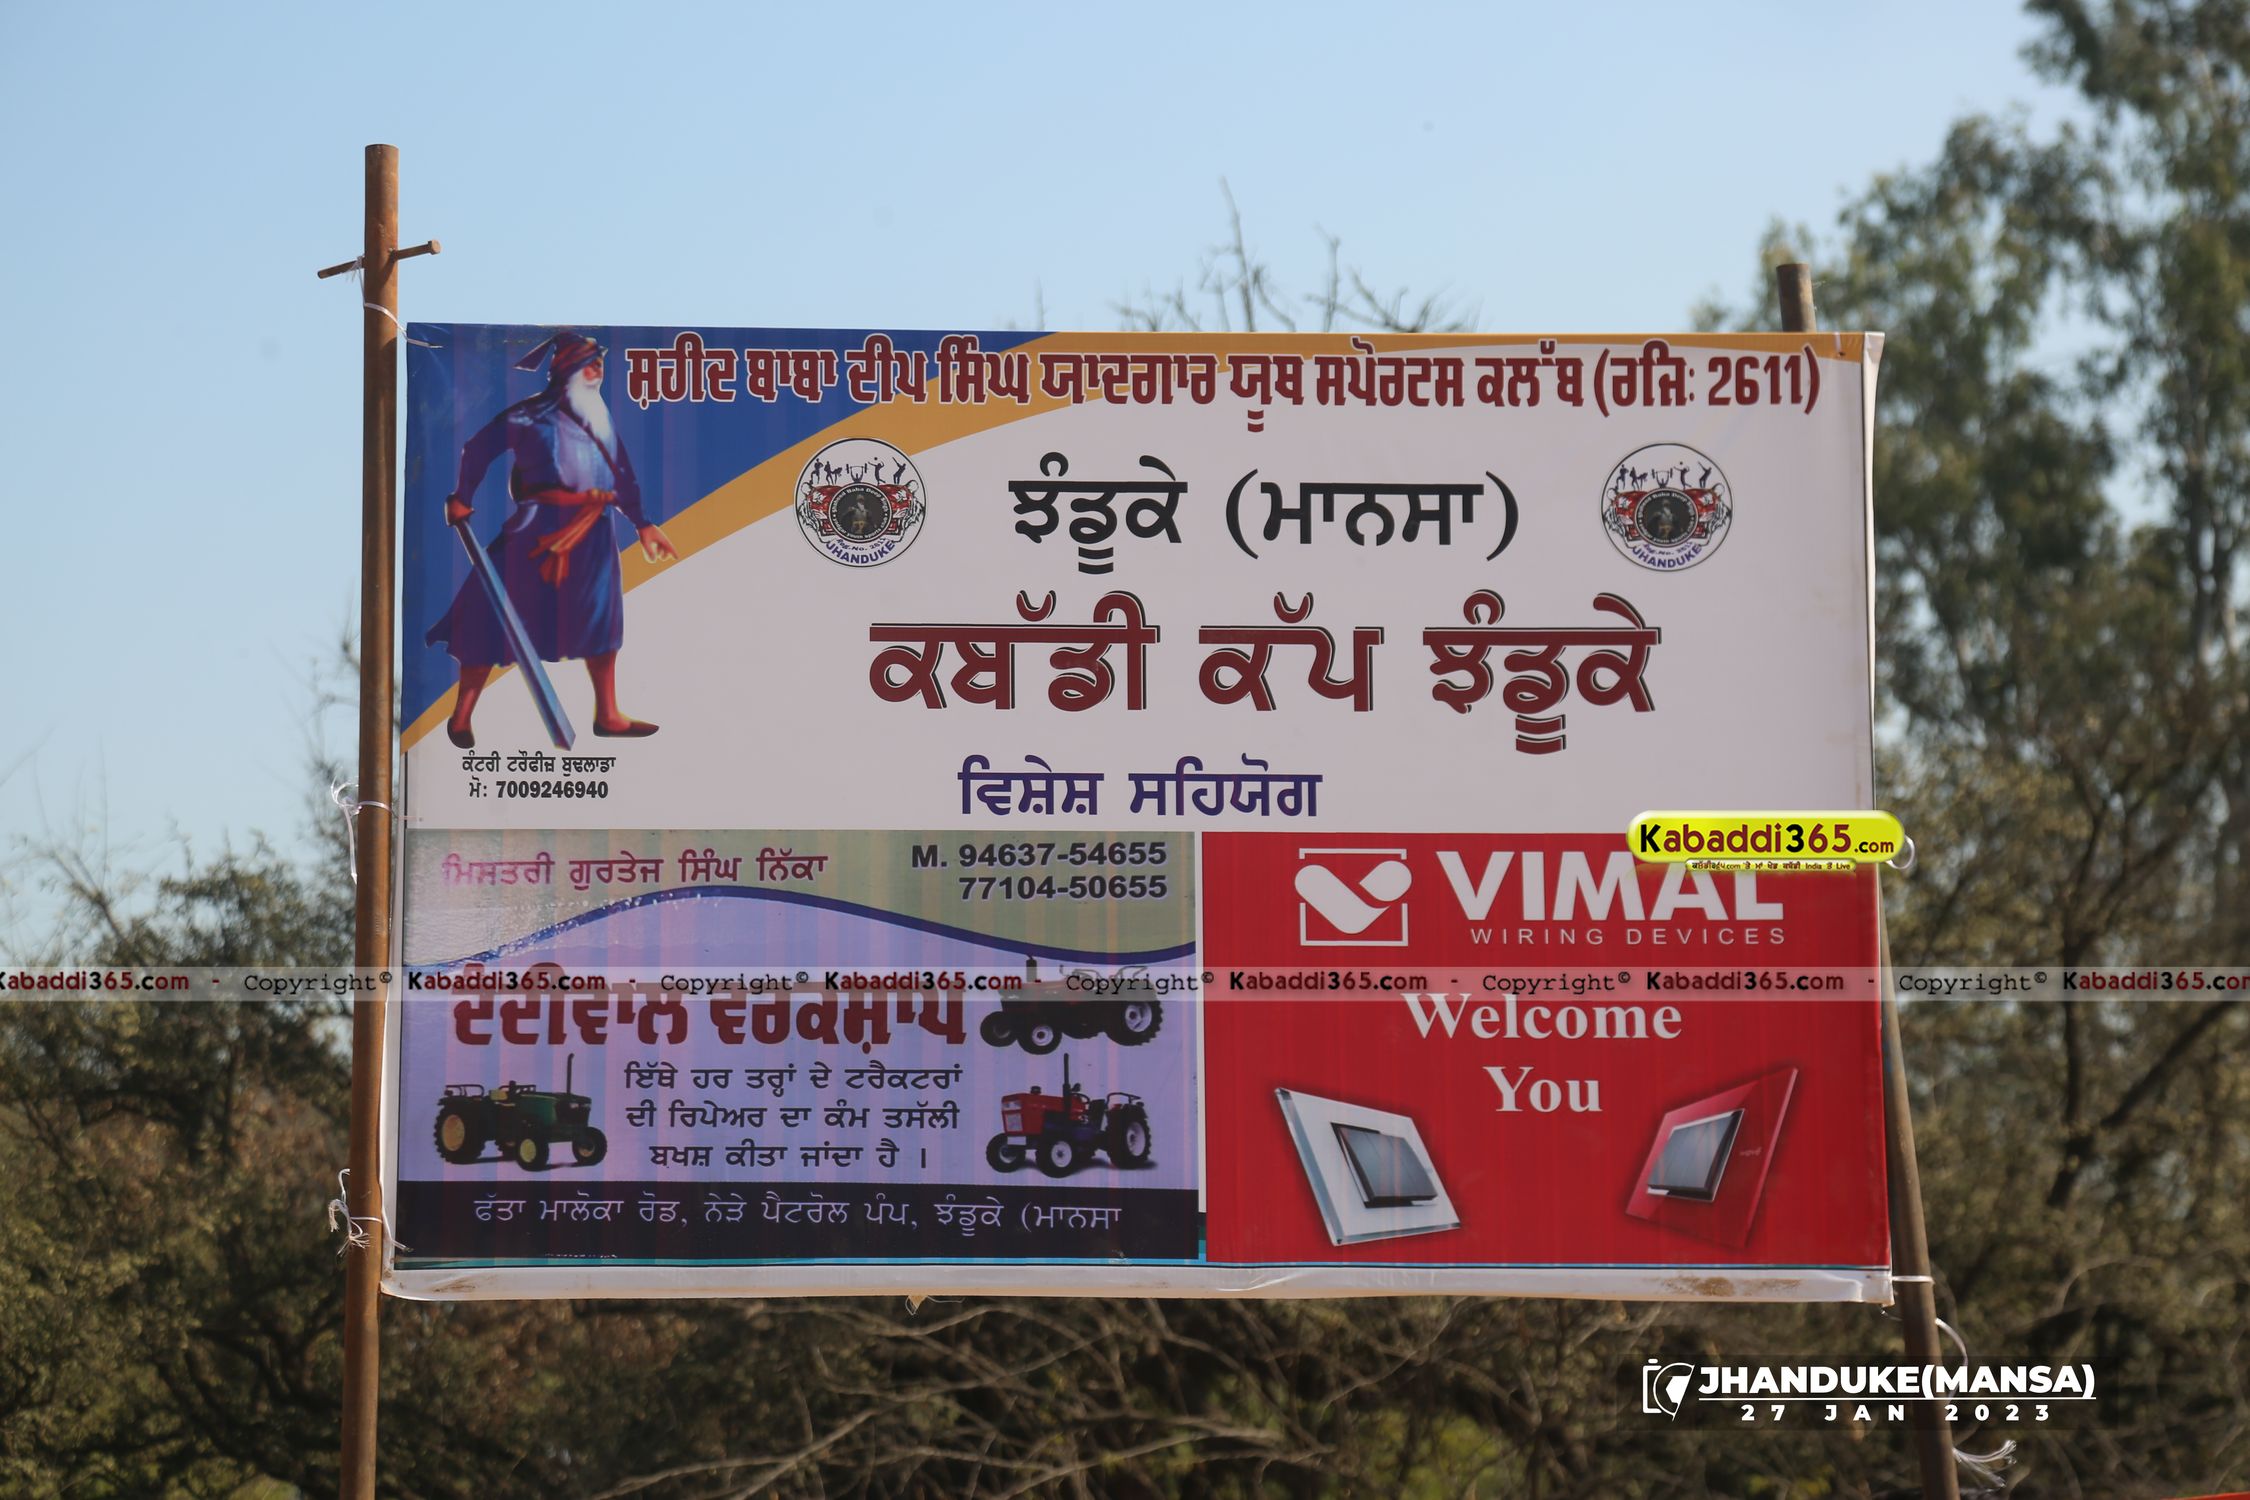 ਸ਼ਹੀਦ ਬਾਬਾ ਦੀਪ ਸਿੰਘ ਯਾਦਗਾਰ ਯੂਥ ਸਪੋਰਟਸ ਕਲੱਬ (ਰਜਿ: 2611)
ਝੰਡੂਕੇ (ਮਾਨਸਾ)
JHANDUKE
JHANDUKE
ਕਬੱਡੀ ਕੱਪ ਝੰਡੂਕੇ
ਕੰਟਰੀ ਟਰੌਫੀਜ਼ ਬੁਢਲਾਡਾ
ਮੋ: 7009246940
ਵਿਸ਼ੇਸ਼ ਸਹਿਯੋਗ
ਮਿਸਤਰੀ ਗੁਰਤੇਜ ਸਿੰਘ ਨਿੱਕਾ
M. 94637-54655
77104-50655
ਦੰਦੀਵਾਲ ਵਰਕਸ਼ਾਪ
ਇੱਥੇ ਹਰ ਤਰ੍ਹਾਂ ਦੇ ਟਰੈਕਟਰਾਂ
ਦੀ ਰਿਪੇਅਰ ਦਾ ਕੰਮ ਤਸੱਲੀ
ਬਖਸ਼ ਕੀਤਾ ਜਾਂਦਾ ਹੈ ।
ਫੱਤਾ ਮਾਲੋਕਾ ਰੋਡ, ਨੇੜੇ ਪੈਟਰੋਲ ਪੰਪ, ਝੰਡੂਕੇ (ਮਾਨਸਾ
Kabaddi365.com
VIMAL
WIRING DEVICES
Welcome
You
Kabaddi365.com - Copyright© Kabaddi365.com - Copyright© Kabaddi365.com - Copyright© Kabaddi365.com - Copyright© Kabaddi365.com - Copyright© Kabaddi365.com
JHANDUKE(MANSA)
27 JAN 2023